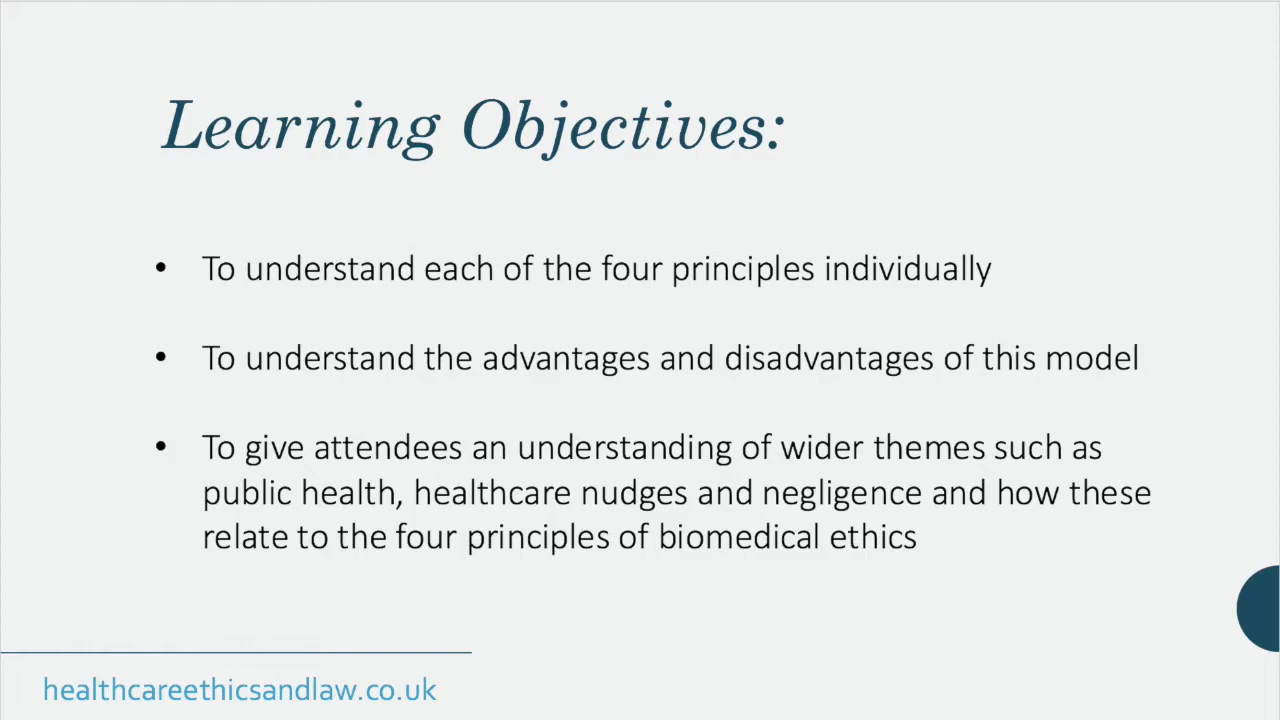 Learning Objectives:
• To understand each of the four principles individually
• To understand the advantages and disadvantages of this model
• To give attendees an understanding of wider themes such as
public health, healthcare nudges and negligence and how these
relate to the four principles of biomedical ethics
healthcareethicsandlaw.co.uk